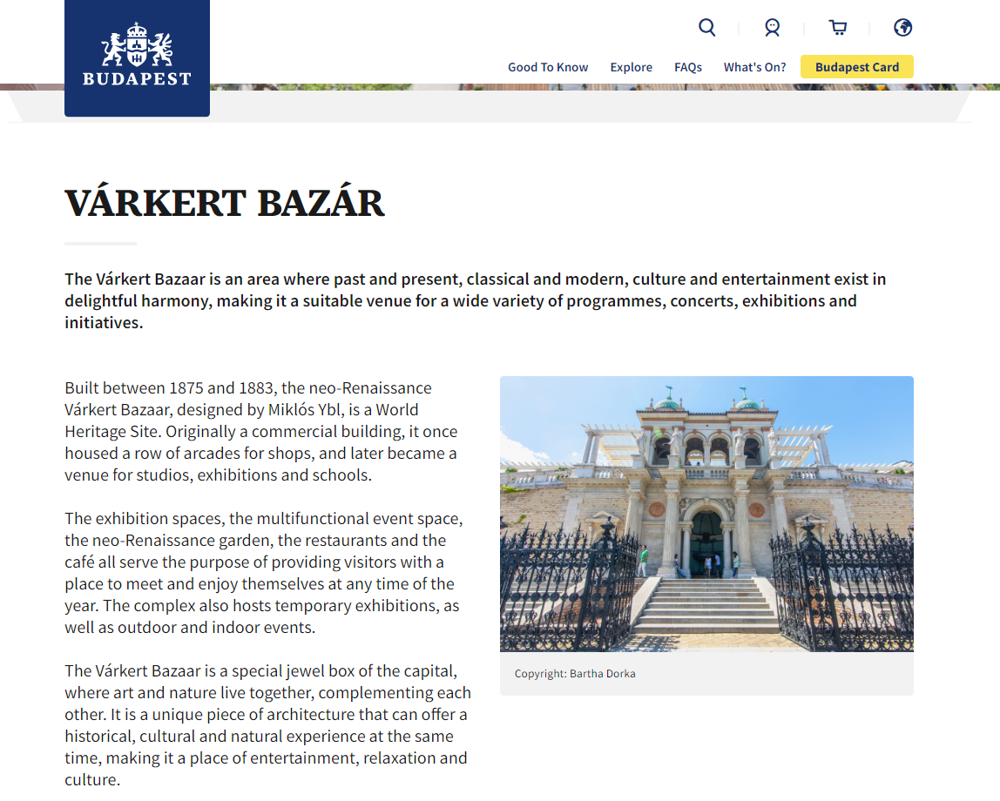 BUDAPEST
Good To Know
Explore
FAQs
What's On?
Budapest Card
VÁRKERT BAZÁR
The Várkert Bazaar is an area where past and present, classical and modern, culture and entertainment exist in
delightful harmony, making it a suitable venue for a wide variety of programmes, concerts, exhibitions and
initiatives.
Built between 1875 and 1883, the neo-Renaissance
Várkert Bazaar, designed by Miklós Ybl, is a World
Heritage Site. Originally a commercial building, it once
housed a row of arcades for shops, and later became a
venue for studios, exhibitions and schools.
The exhibition spaces, the multifunctional event space,
the neo-Renaissance garden, the restaurants and the
café all serve the purpose of providing visitors with a
place to meet and enjoy themselves at any time of the
year. The complex also hosts temporary exhibitions, as
well as outdoor and indoor events.
The Várkert Bazaar is a special jewel box of the capital,
where art and nature live together, complementing each
other. It is a unique piece of architecture that can offer a
historical, cultural and natural experience at the same
time, making it a place of entertainment, relaxation and
culture.
Copyright: Bartha Dorka